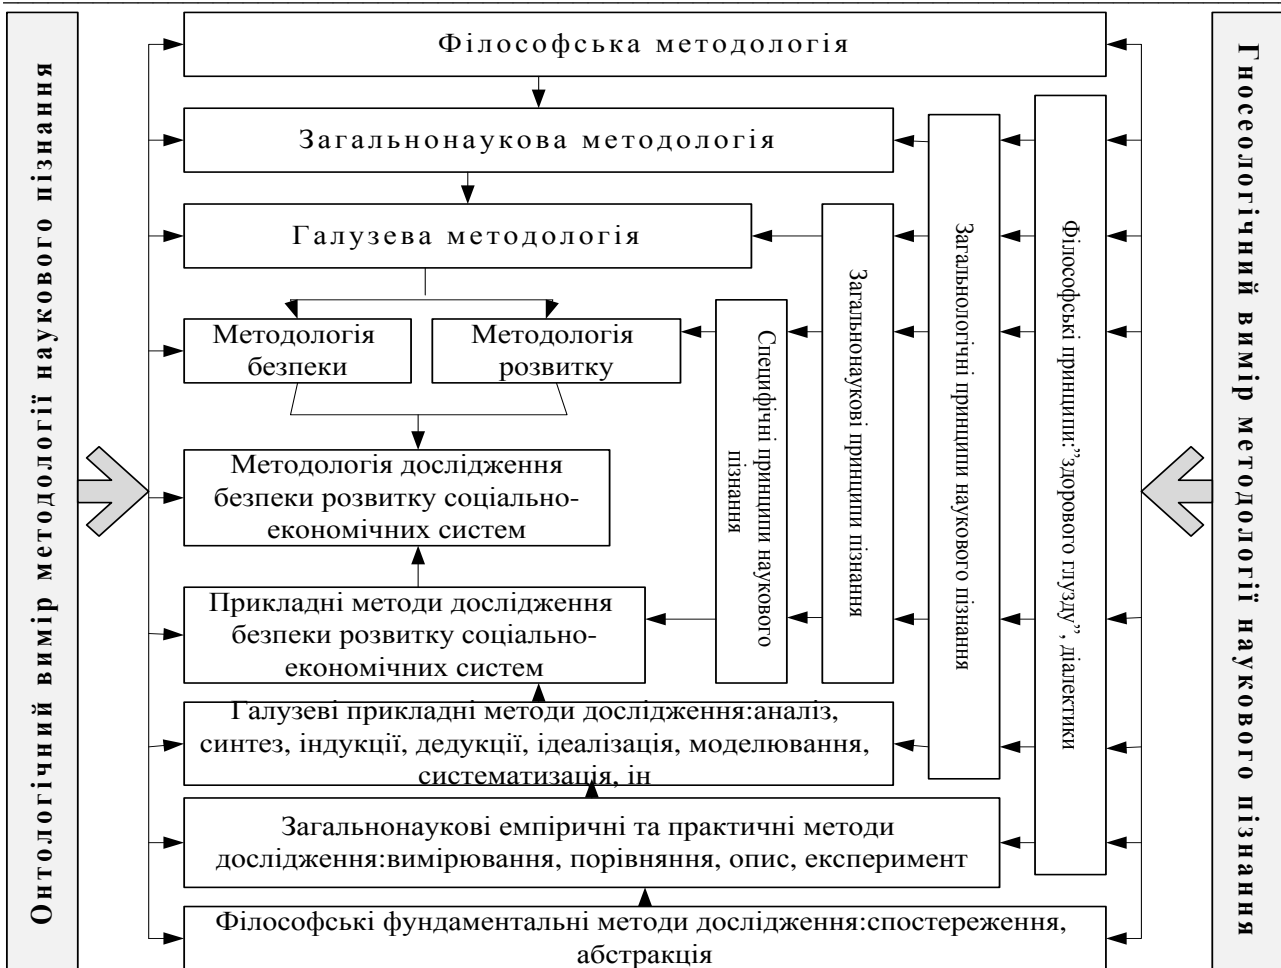 Онтологічний вимір методології наукового пізнання
Філософська методологія
Загальнонаукова методологія
Галузева методологія
Методологія
безпеки
Методологія
розвитку
Методологія дослідження
безпеки розвитку соціально-
економічних систем
Прикладні методи дослідження
безпеки розвитку соціально-
економічних систем
Галузеві прикладні методи дослідження:аналіз,
синтез, індукції, дедукції, ідеалізація, моделювання,
систематизація, ін
Загальнонаукові емпіричні та практичні методи
дослідження:вимірювання, порівняння, опис, експеримент
Філософські фундаментальні методи дослідження:спостереження,
абстракція
Специфічні принципи наукового
пізнання
Загальнонаукові принципи пізнання
Загальнологічні принципи наукового пізнання
Філософські принципи:”здорового глузду”, діалектики
Гносеологічний вимір методології наукового пізнання